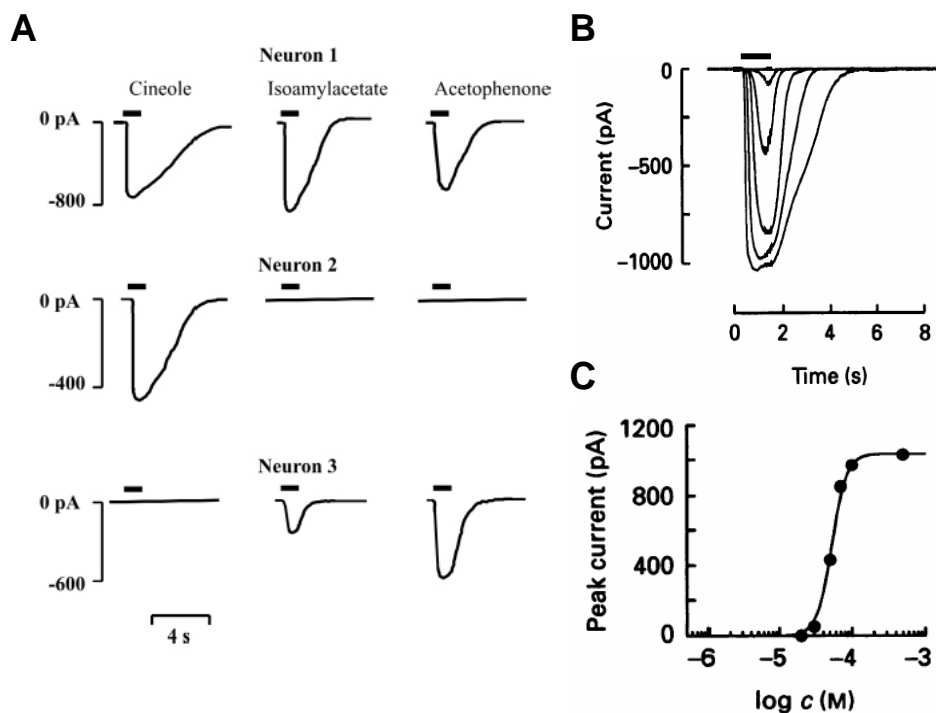 A
Neuron 1
Cineole Isoamylacetate Acetophenone
0 pA
-800
Neuron 2
0 pA
-400
Neuron 3
0 pA
-600
4 s
B
0
−500
−1000
Current (pA)
0 2 4 6 8
Time (s)
C
1200
800
400
0
Peak current (pA)
−6 −5 −4 −3
log c (M)